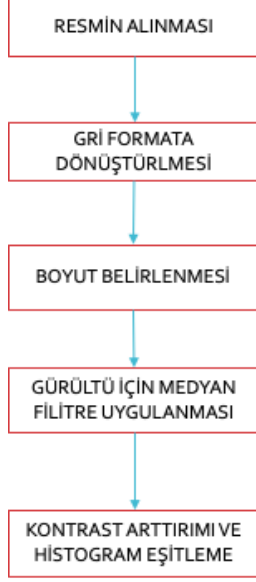 RESMİN ALINMASI
GRİ FORMATA
DÖNÜŞTÜRLMESİ
BOYUT BELİRLENMESİ
GÜRÜLTÜ İÇİN MEDYAN
FİLİTRE UYGULANMASI
KONTRAST ARTTIRIMI VE
HİSTOGRAM EŞİTLEME